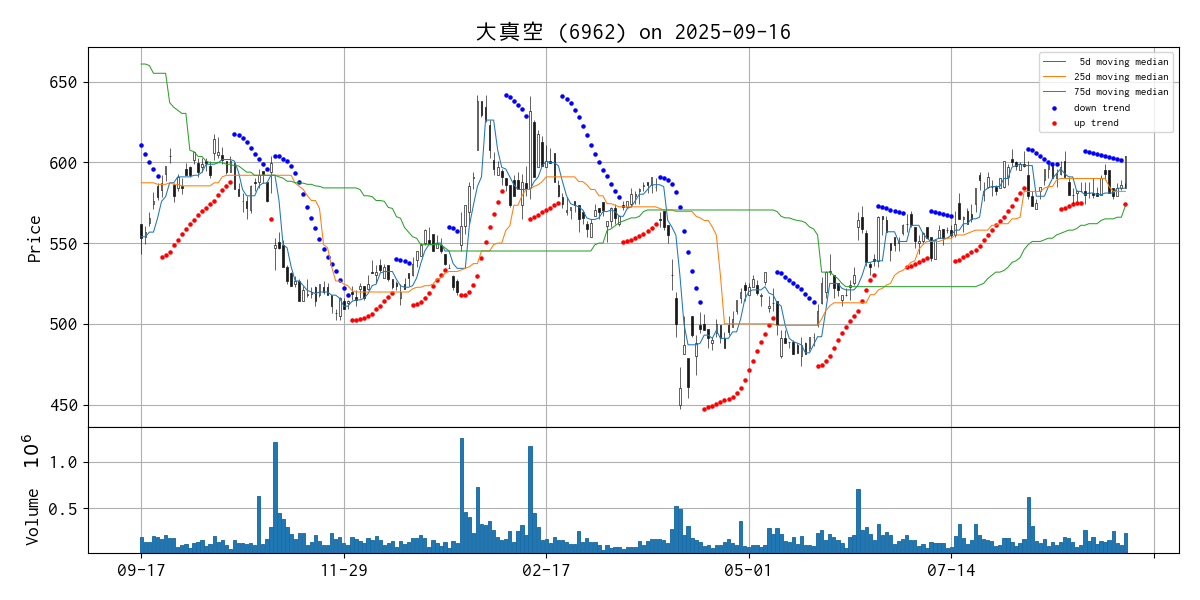 大真空 (6962) on 2025-09-16
650
600
550
500
450
Price
5d moving median
25d moving median
75d moving median
down trend
up trend
1.0
0.5
Volume 10^6
09-17
11-29
02-17
05-01
07-14